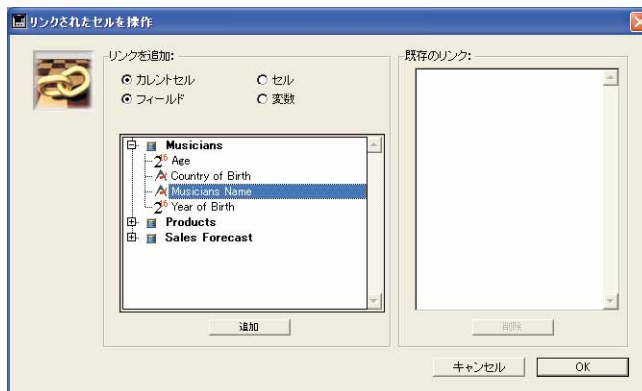 リンクされたセルを操作
リンクを追加:
カレントセル セル
フィールド 変数
Musicians
Age
Country of Birth
Musicians Name
Year of Birth
Products
Sales Forecast
追加
既存のリンク:
削除
キャンセル OK